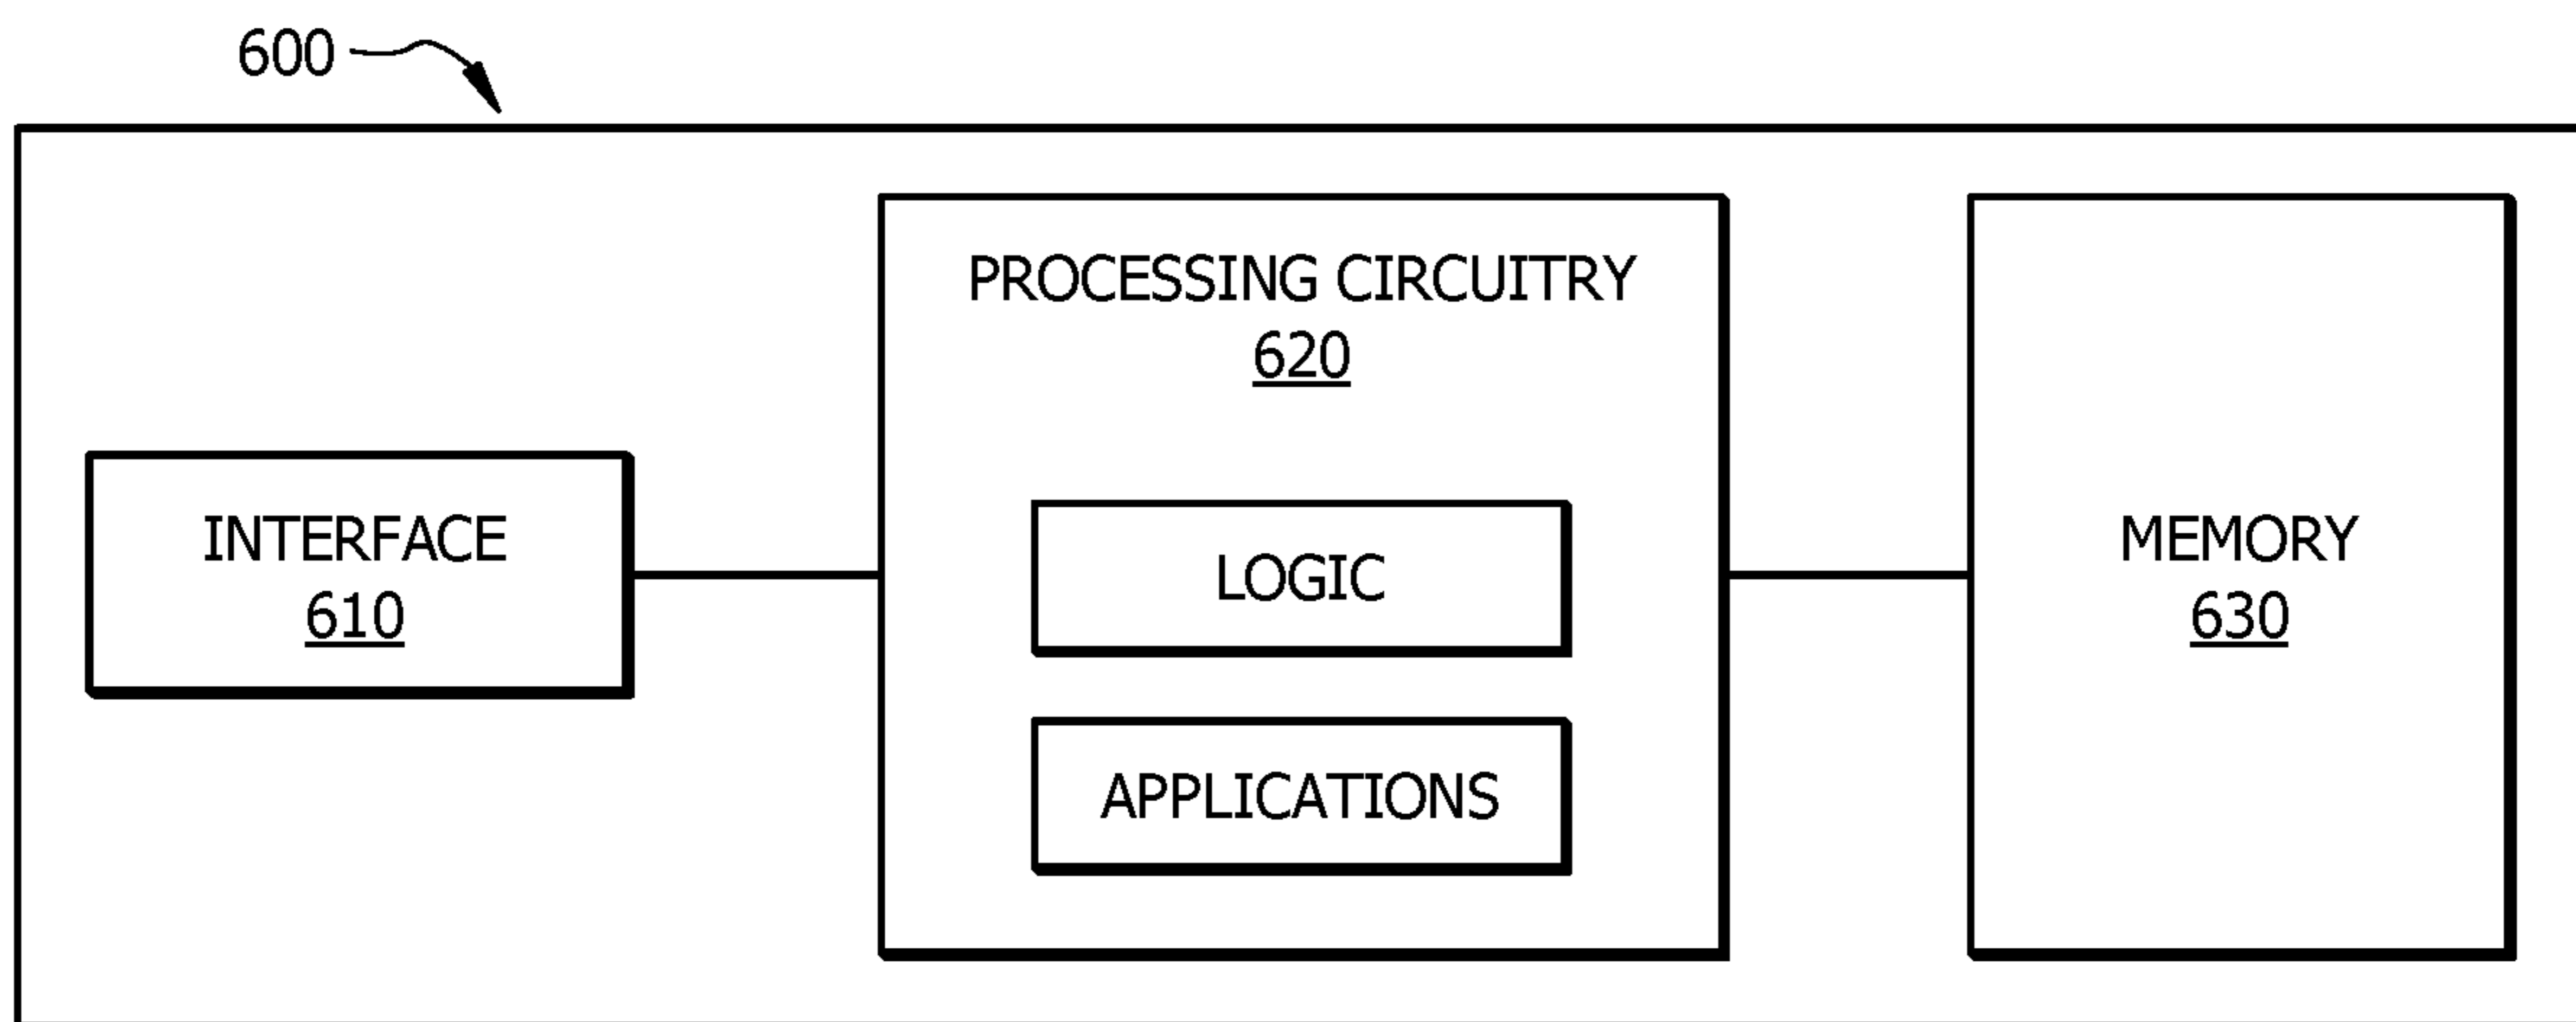 600
PROCESSING CIRCUITRY
620
INTERFACE
610
LOGIC
APPLICATIONS
MEMORY
630